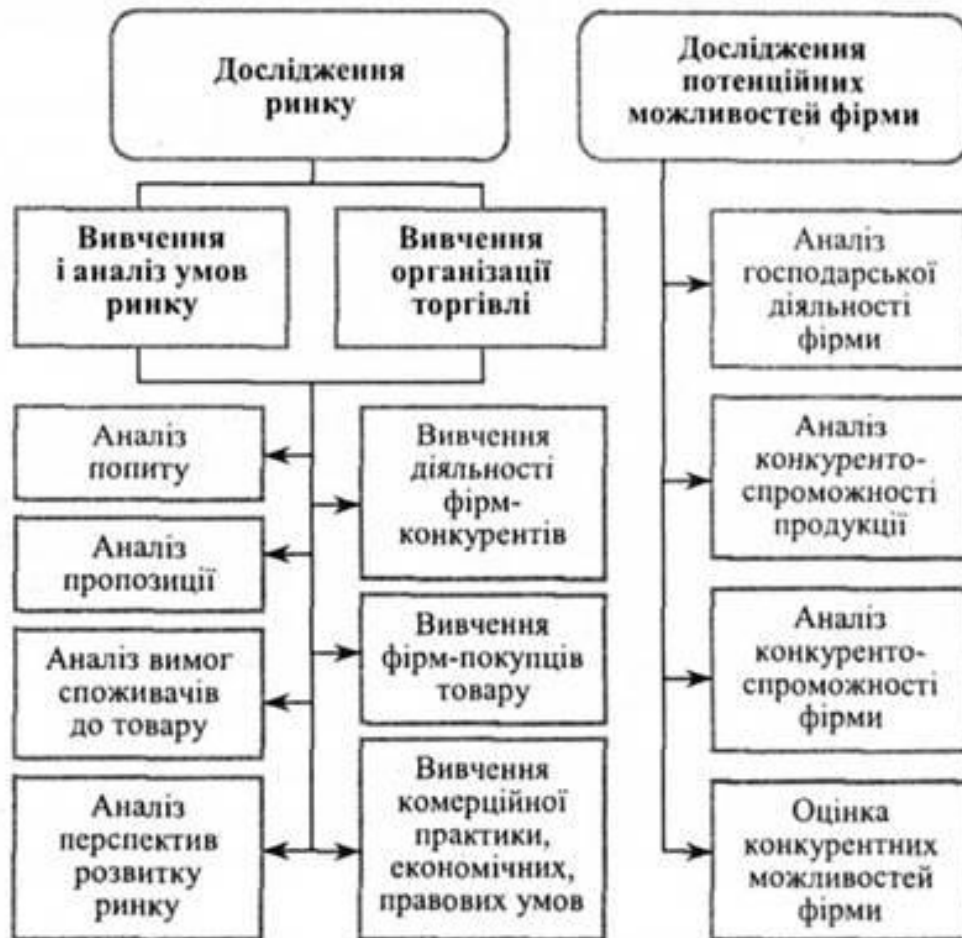 Дослідження
ринку
Дослідження
потенційних
можливостей фірми
Вивчення
і аналіз умов
ринку
Вивчення
організації
торгівлі
Аналіз
попиту
Аналіз
пропозиції
Аналіз вимог
споживачів
до товару
Аналіз
перспектив
розвитку
ринку
Вивчення
діяльності
фірм-
конкурентів
Вивчення
фірм-покупців
товару
Вивчення
комерційної
практики,
економічних,
правових умов
Аналіз
господарської
діяльності
фірми
Аналіз
конкуренто-
спроможності
продукції
Аналіз
конкуренто-
спроможності
фірми
Оцінка
конкурентних
можливостей
фірми